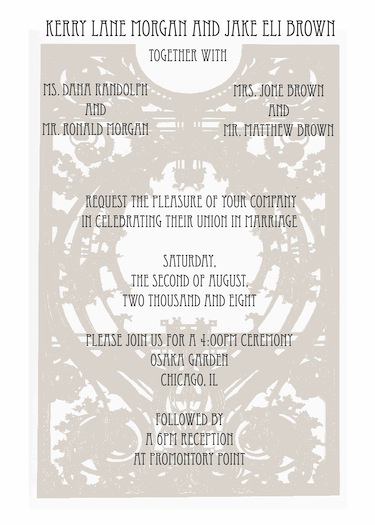 KERRY LANE MORGAN AND JAKE ELI BROWN
TOGETHER WITH
MS. DANA RANDOLPH
AND
MR. RONALD MORGAN
MRS. JONE BROWN
AND
MR. MATTHEW BROWN
REQUEST THE PLEASURE OF YOUR COMPANY
IN CELEBRATING THEIR UNION IN MARRIAGE
SATURDAY,
THE SECOND OF AUGUST,
TWO THOUSAND AND EIGHT
PLEASE JOIN US FOR A 4:00PM CEREMONY
OSAKA GARDEN
CHICAGO, IL
FOLLOWED BY
A 6PM RECEPTION
AT PROMONTORY POINT